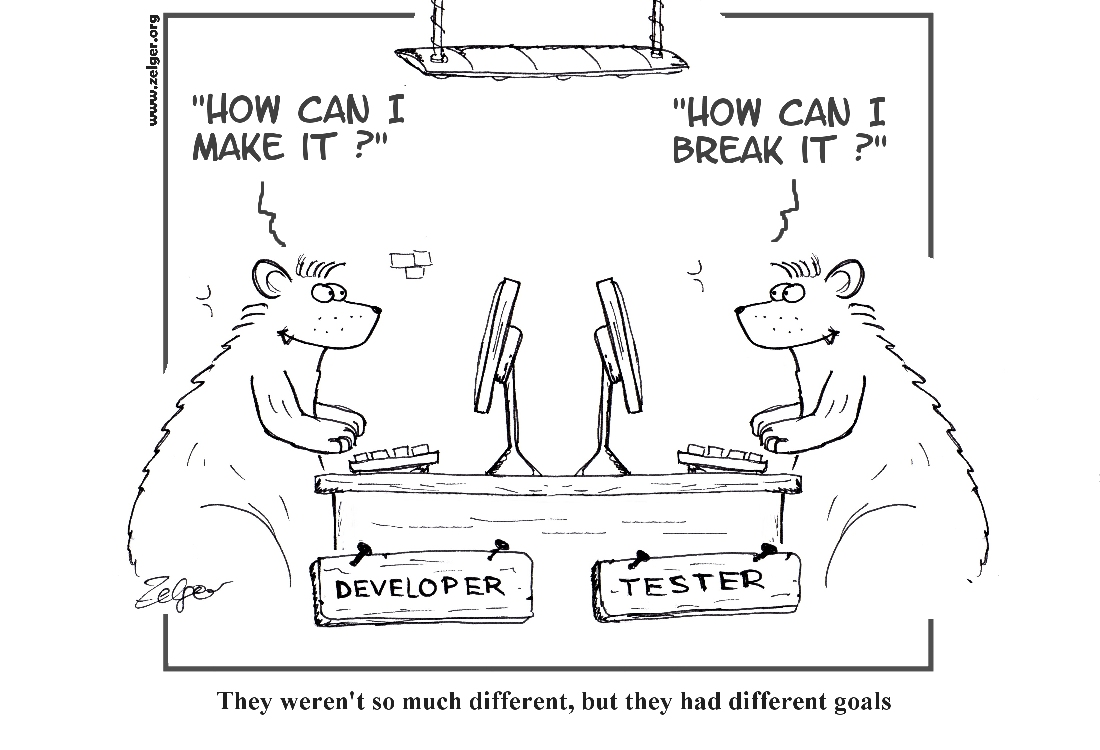 www.zelger.org
"HOW CAN I
MAKE IT ?"
"HOW CAN I
BREAK IT ?"
DEVELOPER
TESTER
Zelger
They weren't so much different, but they had different goals